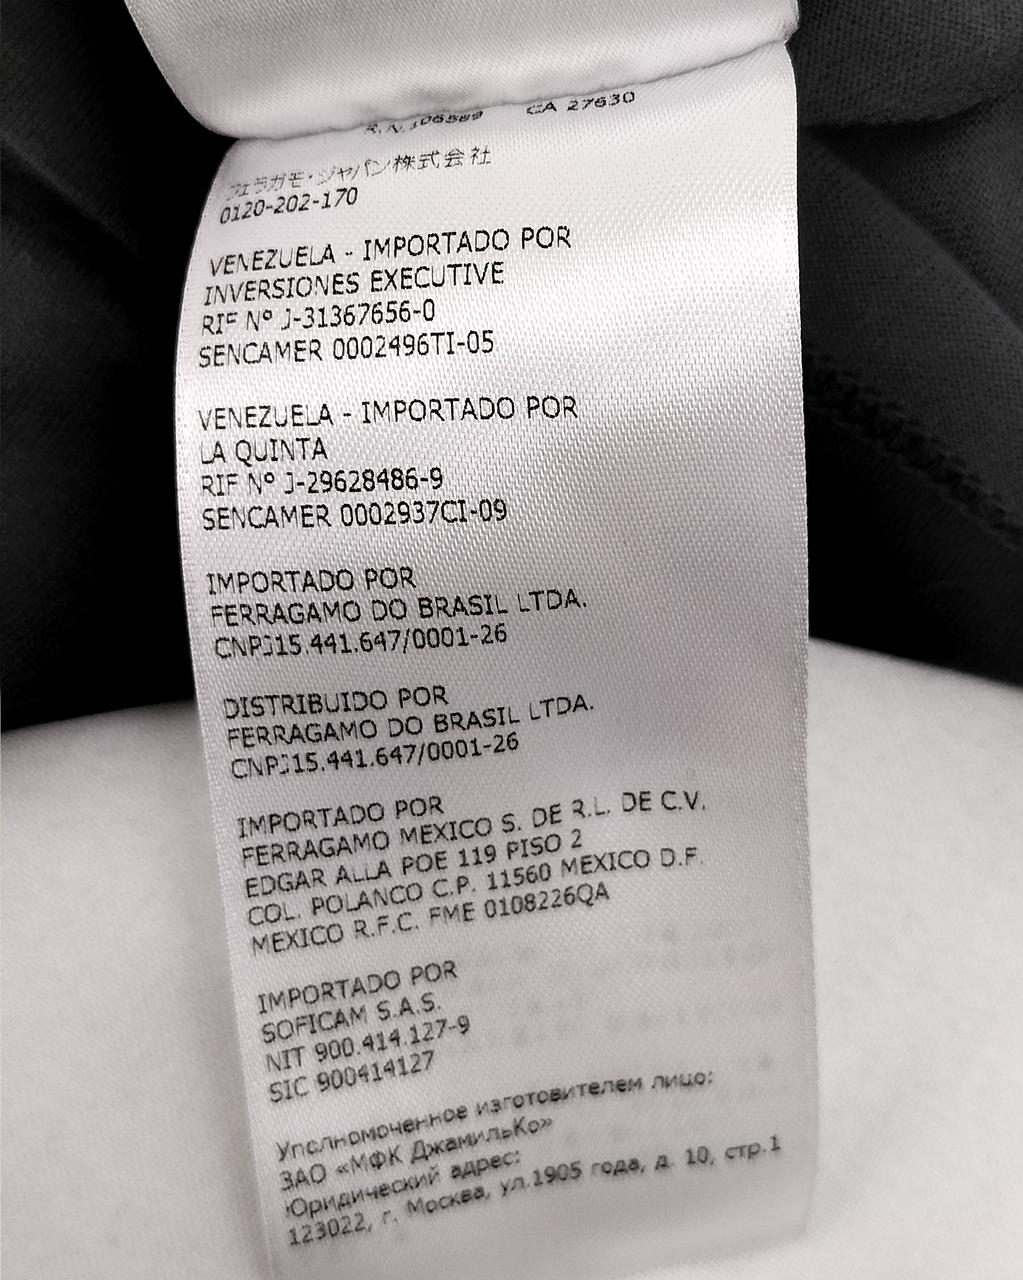 R.N. 106589 CA 27630
フェラガモ・ジャパン株式会社
0120-202-170
VENEZUELA - IMPORTADO POR
INVERSIONES EXECUTIVE
RIF Nº J-31367656-0
SENCAMER 0002496TI-05
VENEZUELA - IMPORTADO POR
LA QUINTA
RIF Nº J-29628486-9
SENCAMER 0002937CI-09
IMPORTADO POR
FERRAGAMO DO BRASIL LTDA.
CNPJ15.441.647/0001-26
DISTRIBUIDO POR
FERRAGAMO DO BRASIL LTDA.
CNPJ15.441.647/0001-26
IMPORTADO POR
FERRAGAMO MEXICO S. DE R.L. DE C.V.
EDGAR ALLA POE 119 PISO 2
COL. POLANCO C.P. 11560 MEXICO D.F.
MEXICO R.F.C. FME 0108226QA
IMPORTADO POR
SOFICAM S.A.S.
NIT 900.414.127-9
SIC 900414127
Уполномоченное изготовителем лицо:
ЗАО «МФК ДжамильКо»
Юридический адрес:
123022, г. Москва, ул.1905 года, д. 10, стр.1